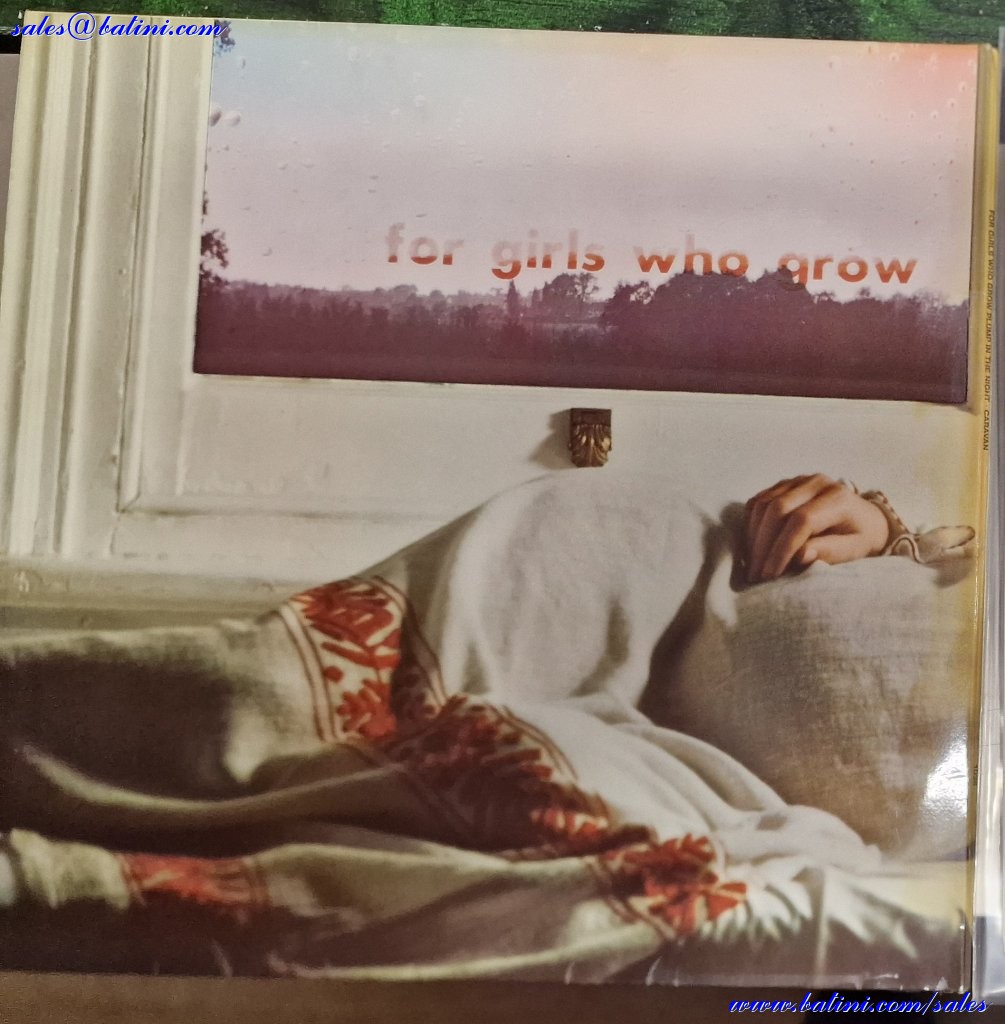 sales@batini.com
for girls who grow
FOR GIRLS WHO GROW PLUMP IN THE NIGHT CARAVAN
www.batini.com/sales